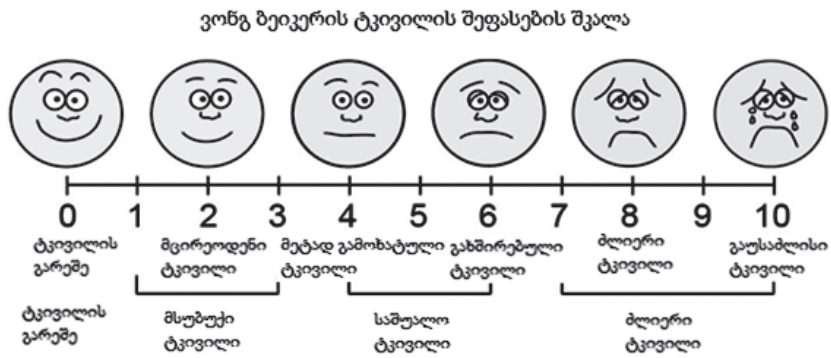 ვონგ ბეიკერის ტკივილის შეფასების შკალა
0 1 2 3 4 5 6 7 8 9 10
ტკივილის გარეშე
მცირეოდენი ტკივილი
მეტად გამოხატული ტკივილი
გახშირებული ტკივილი
ძლიერი ტკივილი
გაუსაძლისი ტკივილი
ტკივილის გარეშე
მსუბუქი ტკივილი
საშუალო ტკივილი
ძლიერი ტკივილი